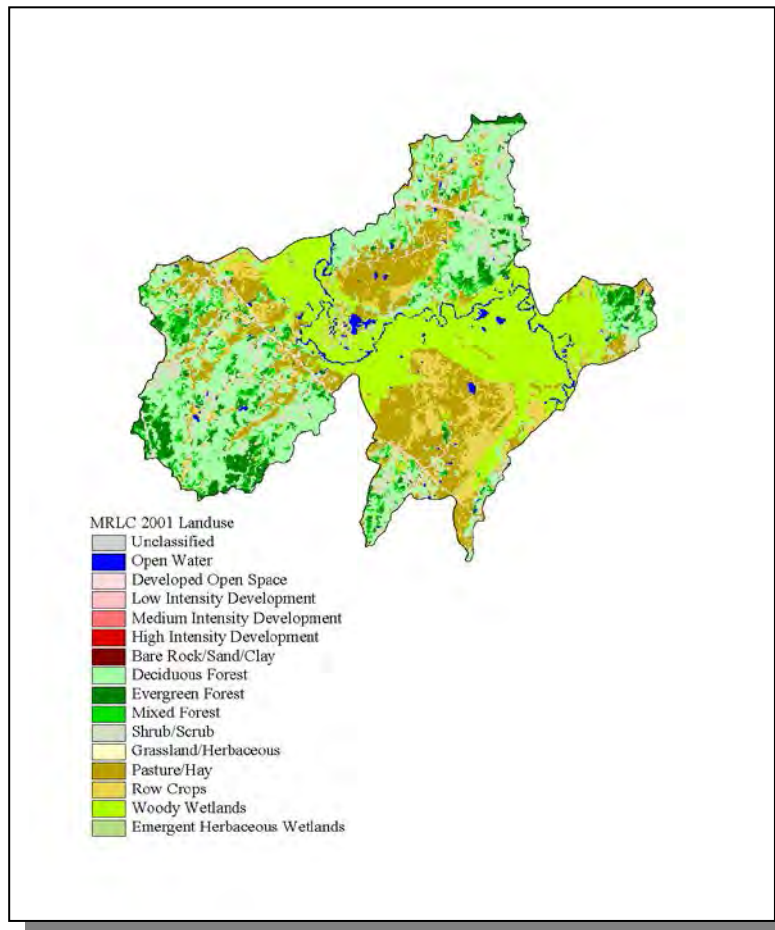 MRLC 2001 Landuse
Unclassified
Open Water
Developed Open Space
Low Intensity Development
Medium Intensity Development
High Intensity Development
Bare Rock/Sand/Clay
Deciduous Forest
Evergreen Forest
Mixed Forest
Shrub/Scrub
Grassland/Herbaceous
Pasture/Hay
Row Crops
Woody Wetlands
Emergent Herbaceous Wetlands